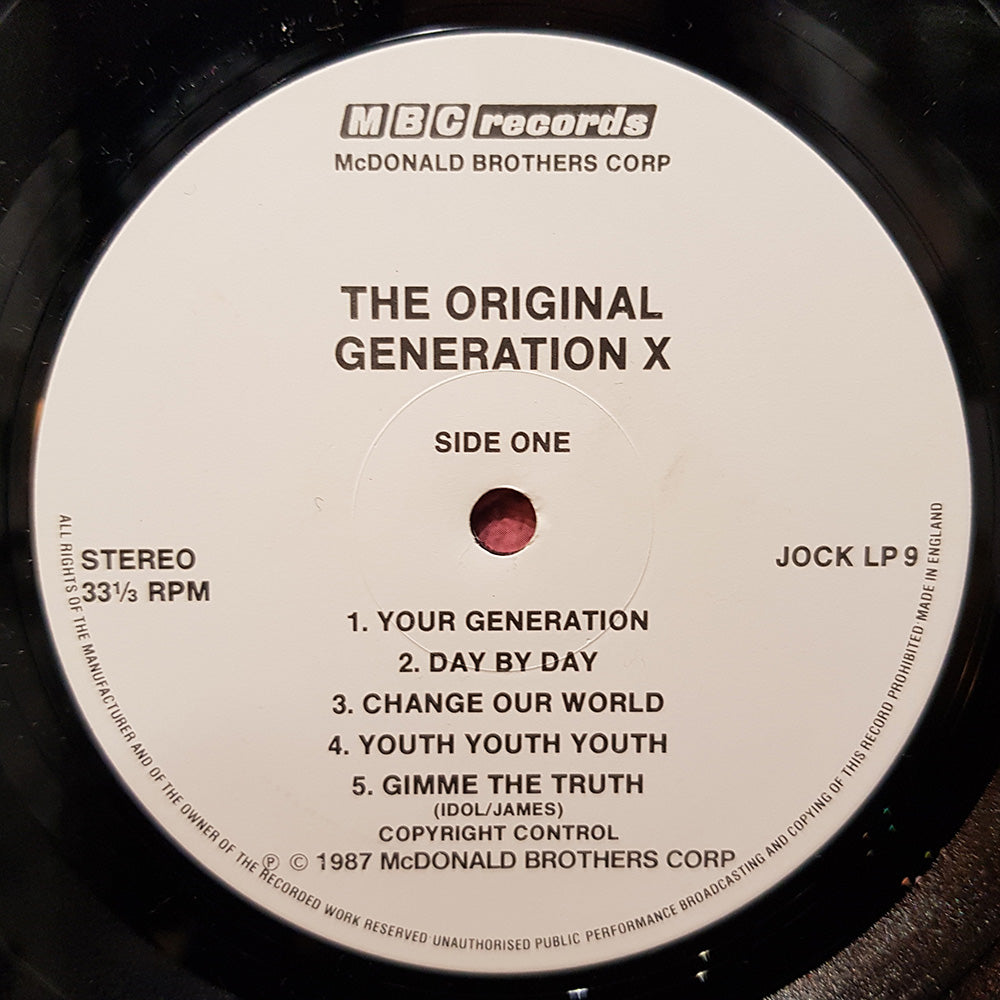 MBC records
McDONALD BROTHERS CORP
THE ORIGINAL
GENERATION X
SIDE ONE
STEREO
33⅓ RPM
JOCK LP 9
1. YOUR GENERATION
2. DAY BY DAY
3. CHANGE OUR WORLD
4. YOUTH YOUTH YOUTH
5. GIMME THE TRUTH
(IDOL/JAMES)
COPYRIGHT CONTROL
℗ © 1987 McDONALD BROTHERS CORP
ALL RIGHTS OF THE MANUFACTURER AND OF THE OWNER OF THE RECORDED WORK RESERVED UNAUTHORISED PUBLIC PERFORMANCE BROADCASTING AND COPYING OF THIS RECORD PROHIBITED MADE IN ENGLAND